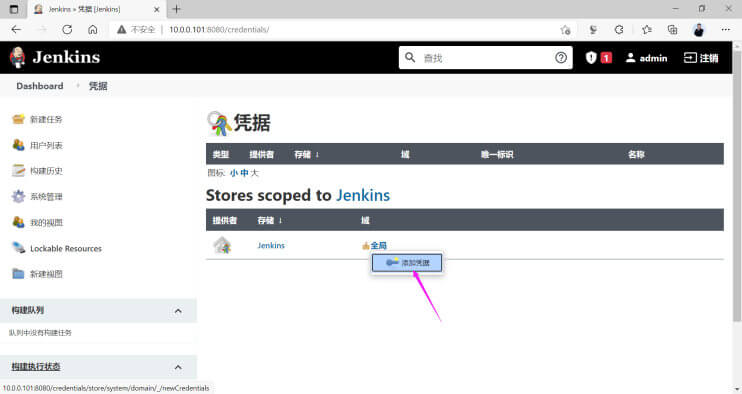 Jenkins » 凭据 [Jenkins]
不安全 | 10.0.0.101:8080/credentials/
Jenkins
查找
1
admin
注销
Dashboard
凭据
新建任务
用户列表
构建历史
系统管理
我的视图
Lockable Resources
新建视图
构建队列
队列中没有构建任务
构建执行状态
10.0.0.101:8080/credentials/store/system/domain/_/newCredentials
凭据
类型 提供者 存储 ↓ 域 唯一标识 名称
图标: 小 中 大
Stores scoped to Jenkins
提供者 存储 ↓ 域
Jenkins 全局
添加凭据